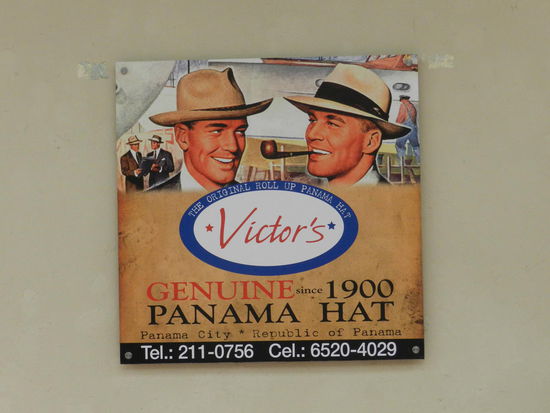 THE ORIGINAL ROLL UP PANAMA HAT
Victor's
GENUINE since 1900
PANAMA HAT
Panama City * Republic of Panama
Tel.: 211-0756 Cel.: 6520-4029